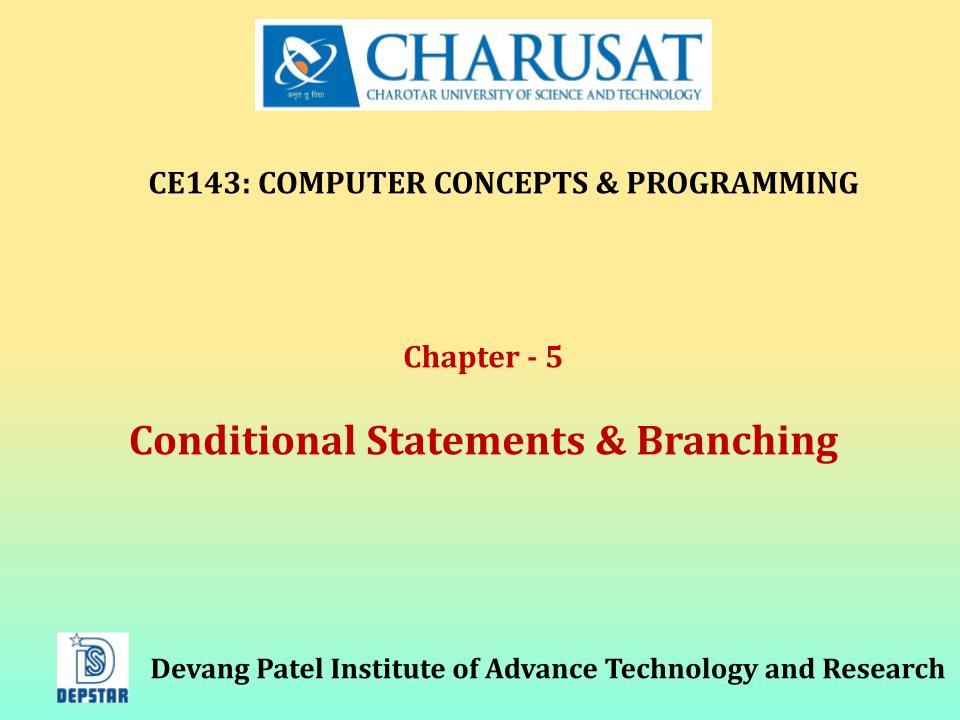 CHARUSAT
CHAROTAR UNIVERSITY OF SCIENCE AND TECHNOLOGY
अमृतं तु विद्या
CE143: COMPUTER CONCEPTS & PROGRAMMING
Chapter - 5
Conditional Statements & Branching
DEPSTAR
Devang Patel Institute of Advance Technology and Research